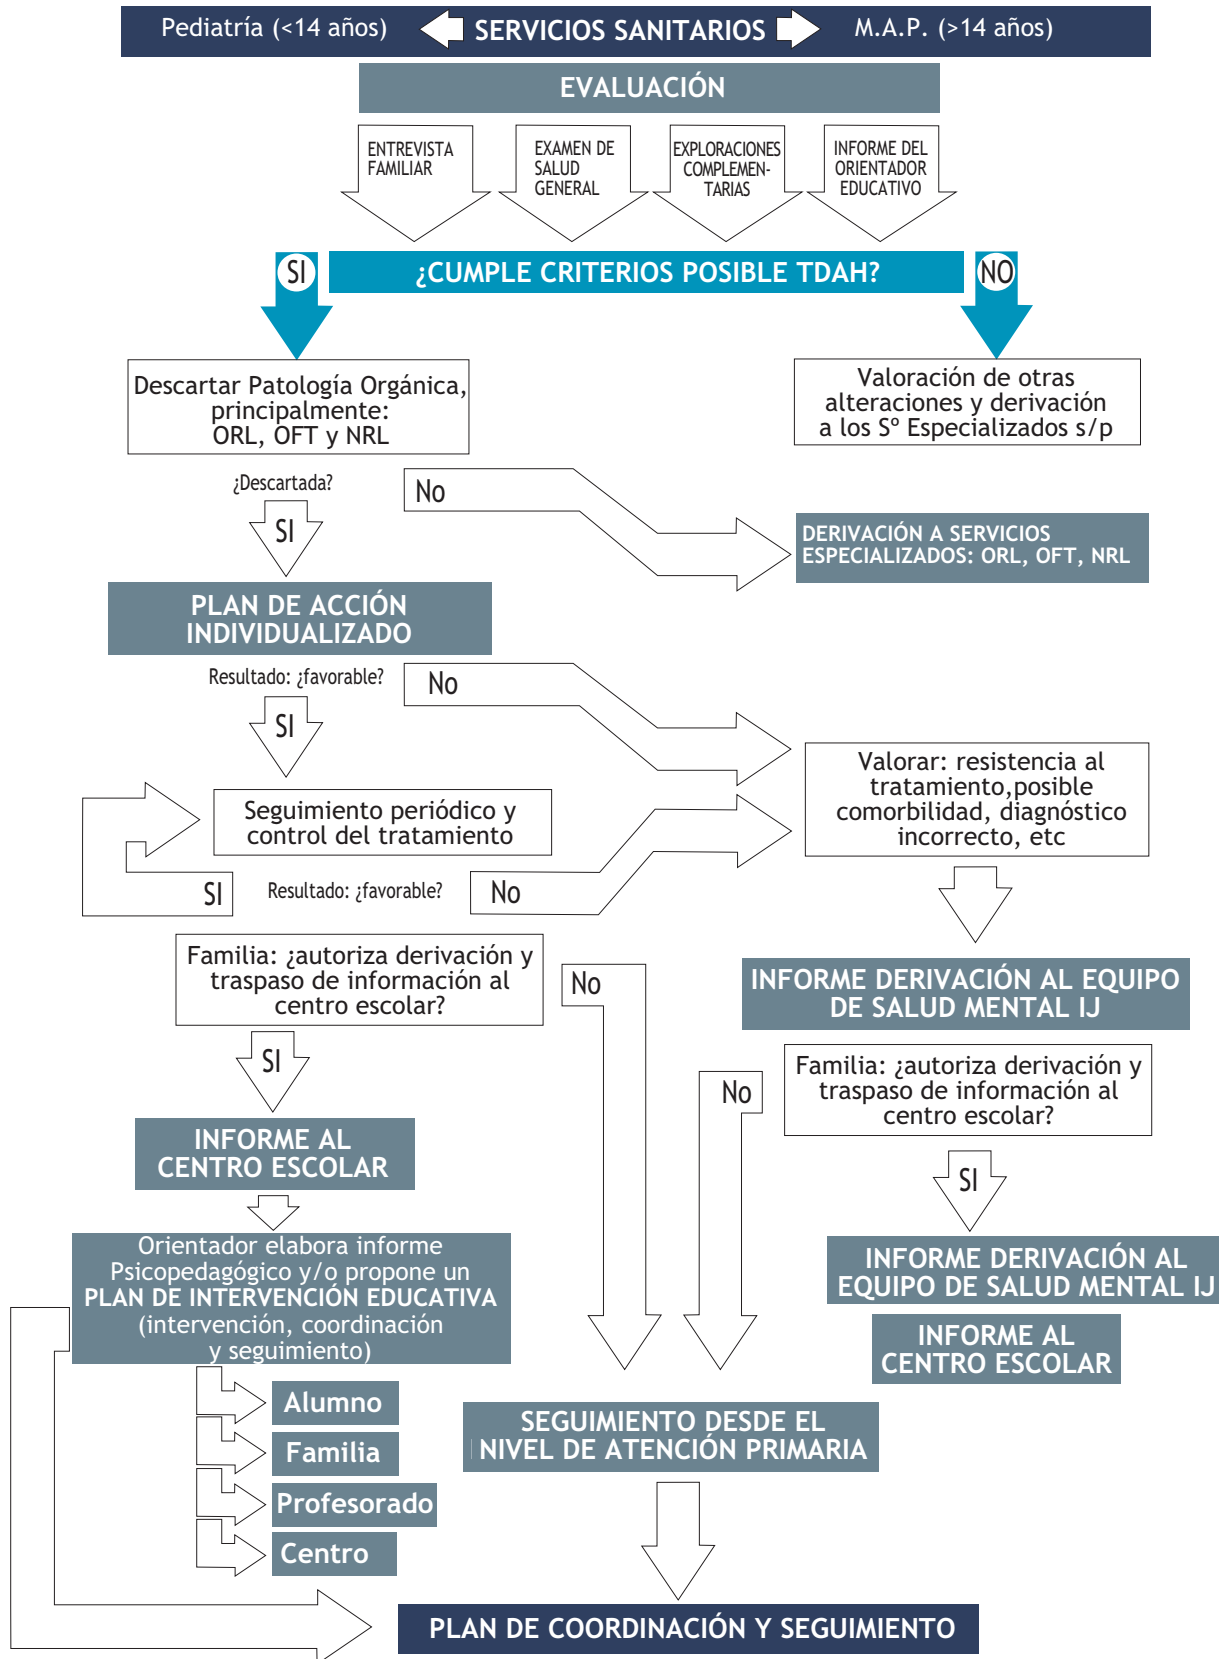 Pediatría (<14 años)
SERVICIOS SANITARIOS
M.A.P. (>14 años)
EVALUACIÓN
ENTREVISTA
FAMILIAR
EXAMEN DE
SALUD
GENERAL
EXPLORACIONES
COMPLEMEN-
TARIAS
INFORME DEL
ORIENTADOR
EDUCATIVO
SI
¿CUMPLE CRITERIOS POSIBLE TDAH?
NO
Descartar Patología Orgánica,
principalmente:
ORL, OFT y NRL
Valoración de otras
alteraciones y derivación
a los Sº Especializados s/p
¿Descartada?
No
SI
DERIVACIÓN A SERVICIOS
ESPECIALIZADOS: ORL, OFT, NRL
PLAN DE ACCIÓN
INDIVIDUALIZADO
Resultado: ¿favorable?
No
SI
Seguimiento periódico y
control del tratamiento
Valorar: resistencia al
tratamiento,posible
comorbilidad, diagnóstico
incorrecto, etc
SI
Resultado: ¿favorable?
No
Familia: ¿autoriza derivación y
traspaso de información al
centro escolar?
No
INFORME DERIVACIÓN AL EQUIPO
DE SALUD MENTAL IJ
SI
No
Familia: ¿autoriza derivación y
traspaso de información al
centro escolar?
INFORME AL
CENTRO ESCOLAR
SI
Orientador elabora informe
Psicopedagógico y/o propone un
PLAN DE INTERVENCIÓN EDUCATIVA
(intervención, coordinación
y seguimiento)
INFORME DERIVACIÓN AL
EQUIPO DE SALUD MENTAL IJ
INFORME AL
CENTRO ESCOLAR
Alumno
Familia
Profesorado
Centro
SEGUIMIENTO DESDE EL
NIVEL DE ATENCIÓN PRIMARIA
PLAN DE COORDINACIÓN Y SEGUIMIENTO